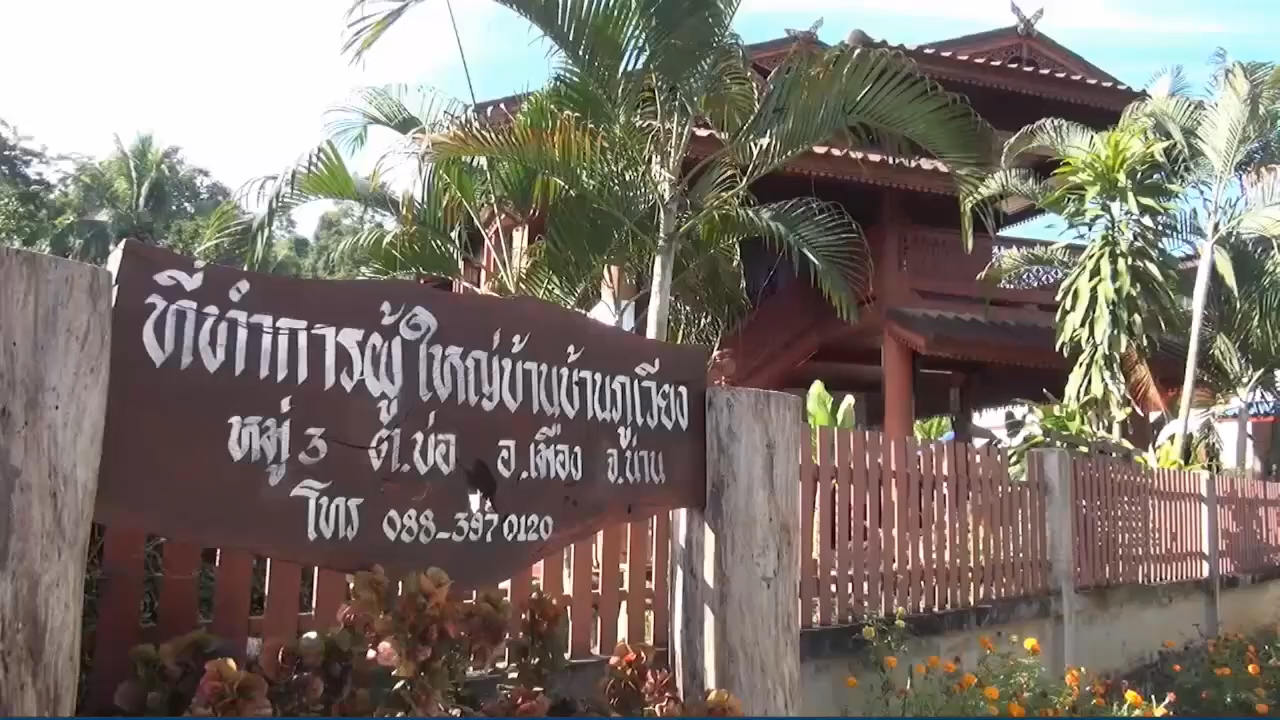 ที่ทำการผู้ใหญ่บ้านบ้านภูเวียง
หมู่ 3 ต.บ่อ อ.เมือง จ.น่าน
โทร 088-3970120